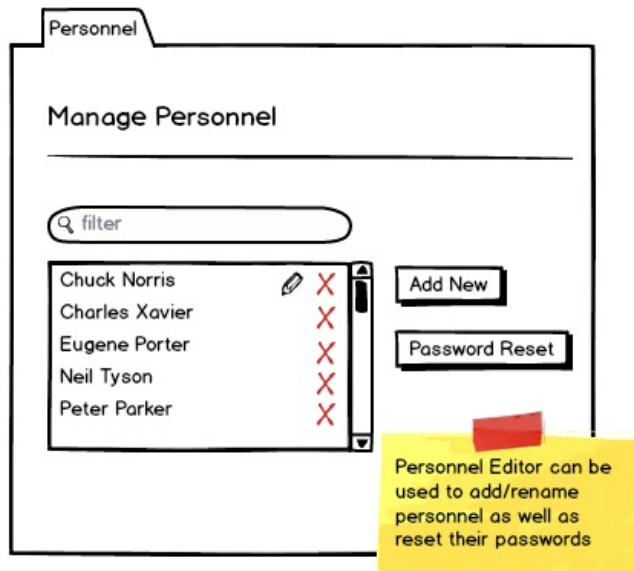 Personnel
Manage Personnel
filter
Chuck Norris
Charles Xavier
Eugene Porter
Neil Tyson
Peter Parker
Add New
Password Reset
Personnel Editor can be
used to add/rename
personnel as well as
reset their passwords